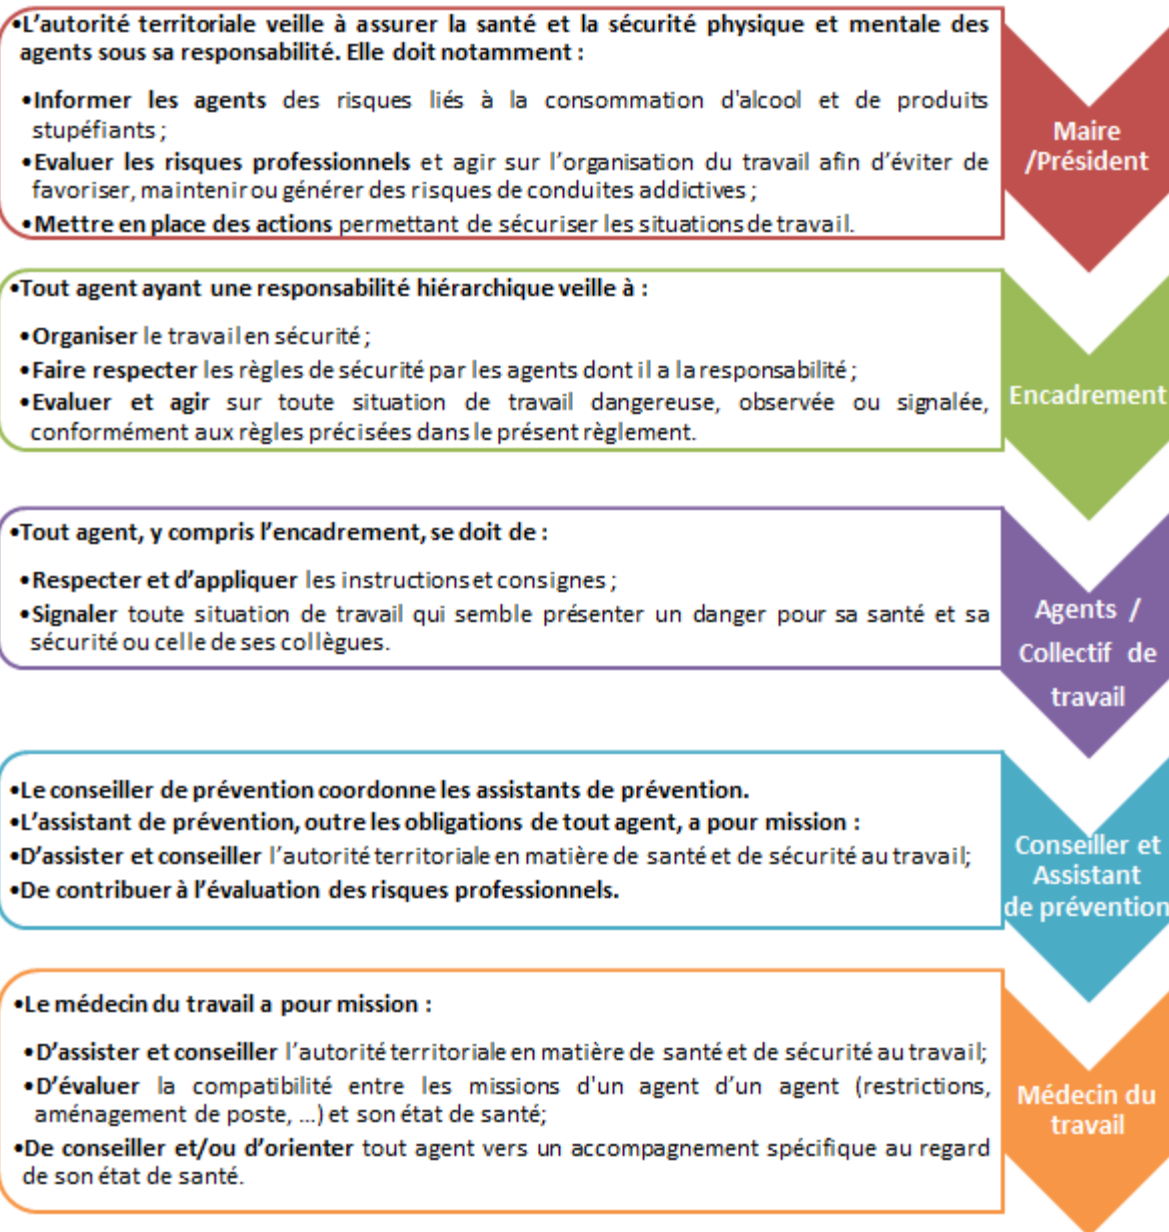 •L'autorité territoriale veille à assurer la santé et la sécurité physique et mentale des
agents sous sa responsabilité. Elle doit notamment :
•Informer les agents des risques liés à la consommation d'alcool et de produits
stupéfiants ;
•Evaluer les risques professionnels et agir sur l'organisation du travail afin d'éviter de
favoriser, maintenir ou générer des risques de conduites addictives ;
•Mettre en place des actions permettant de sécuriser les situations de travail.
Maire
/Président
•Tout agent ayant une responsabilité hiérarchique veille à :
•Organiser le travail en sécurité ;
•Faire respecter les règles de sécurité par les agents dont il a la responsabilité ;
•Evaluer et agir sur toute situation de travail dangereuse, observée ou signalée,
conformément aux règles précisées dans le présent règlement.
Encadrement
•Tout agent, y compris l'encadrement, se doit de :
•Respecter et d'appliquer les instructions et consignes ;
•Signaler toute situation de travail qui semble présenter un danger pour sa santé et sa
sécurité ou celle de ses collègues.
Agents /
Collectif de
travail
•Le conseiller de prévention coordonne les assistants de prévention.
•L'assistant de prévention, outre les obligations de tout agent, a pour mission :
•D'assister et conseiller l'autorité territoriale en matière de santé et de sécurité au travail;
•De contribuer à l'évaluation des risques professionnels.
Conseiller et
Assistant
de prévention
•Le médecin du travail a pour mission :
•D'assister et conseiller l'autorité territoriale en matière de santé et de sécurité au travail;
•D'évaluer la compatibilité entre les missions d'un agent d'un agent (restrictions,
aménagement de poste, ...) et son état de santé;
•De conseiller et/ou d'orienter tout agent vers un accompagnement spécifique au regard
de son état de santé.
Médecin du
travail